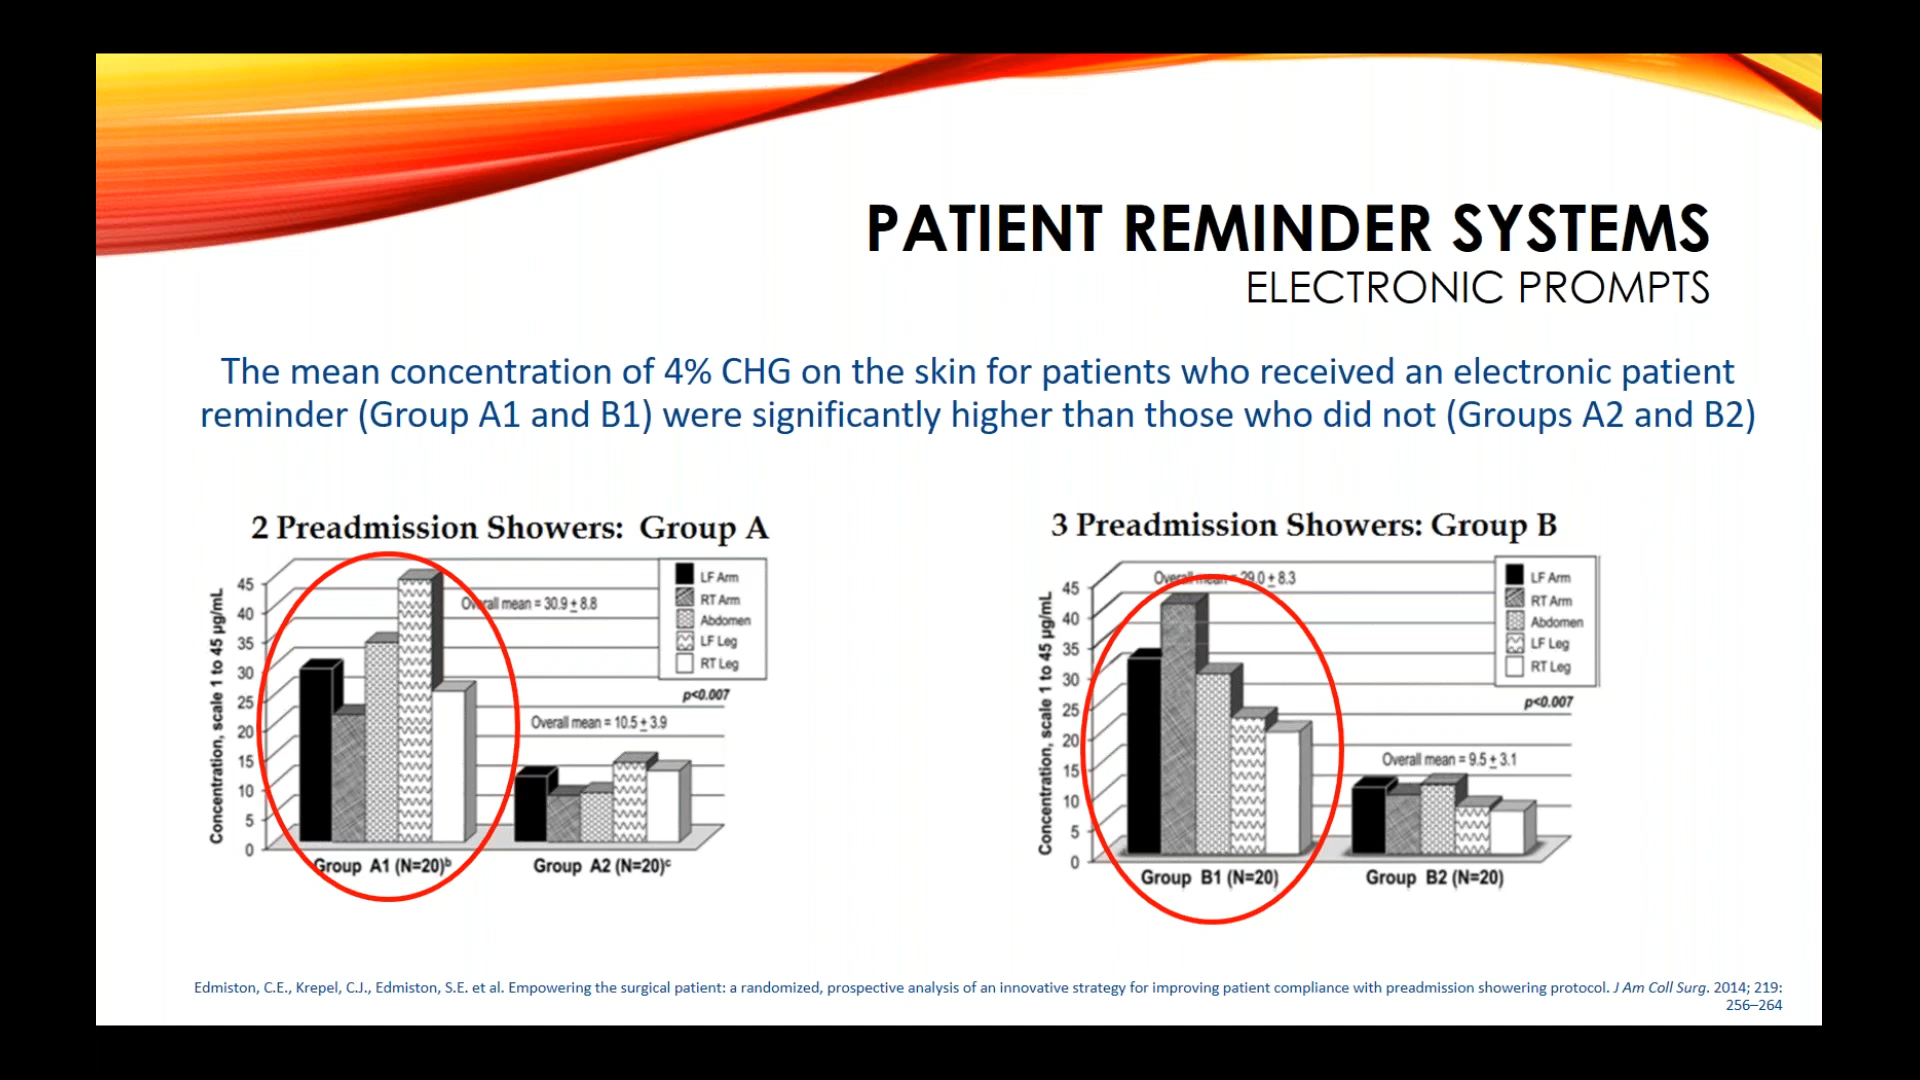 PATIENT REMINDER SYSTEMS
ELECTRONIC PROMPTS
The mean concentration of 4% CHG on the skin for patients who received an electronic patient
reminder (Group A1 and B1) were significantly higher than those who did not (Groups A2 and B2)
2 Preadmission Showers: Group A
Concentration, scale 1 to 45 µg/mL
45
40
35
30
25
20
15
10
5
0
Overall mean = 30.9 ± 8.8
LF Arm
RT Arm
Abdomen
LF Leg
RT Leg
p<0.007
Overall mean = 10.5 ± 3.9
Group A1 (N=20)ᵇ
Group A2 (N=20)ᶜ
3 Preadmission Showers: Group B
Concentration, scale 1 to 45 µg/mL
45
40
35
30
25
20
15
10
5
0
Overall mean = 29.0 ± 8.3
LF Arm
RT Arm
Abdomen
LF Leg
RT Leg
p<0.007
Overall mean = 9.5 ± 3.1
Group B1 (N=20)
Group B2 (N=20)
Edmiston, C.E., Krepel, C.J., Edmiston, S.E. et al. Empowering the surgical patient: a randomized, prospective analysis of an innovative strategy for improving patient compliance with preadmission showering protocol. J Am Coll Surg. 2014; 219:
256–264